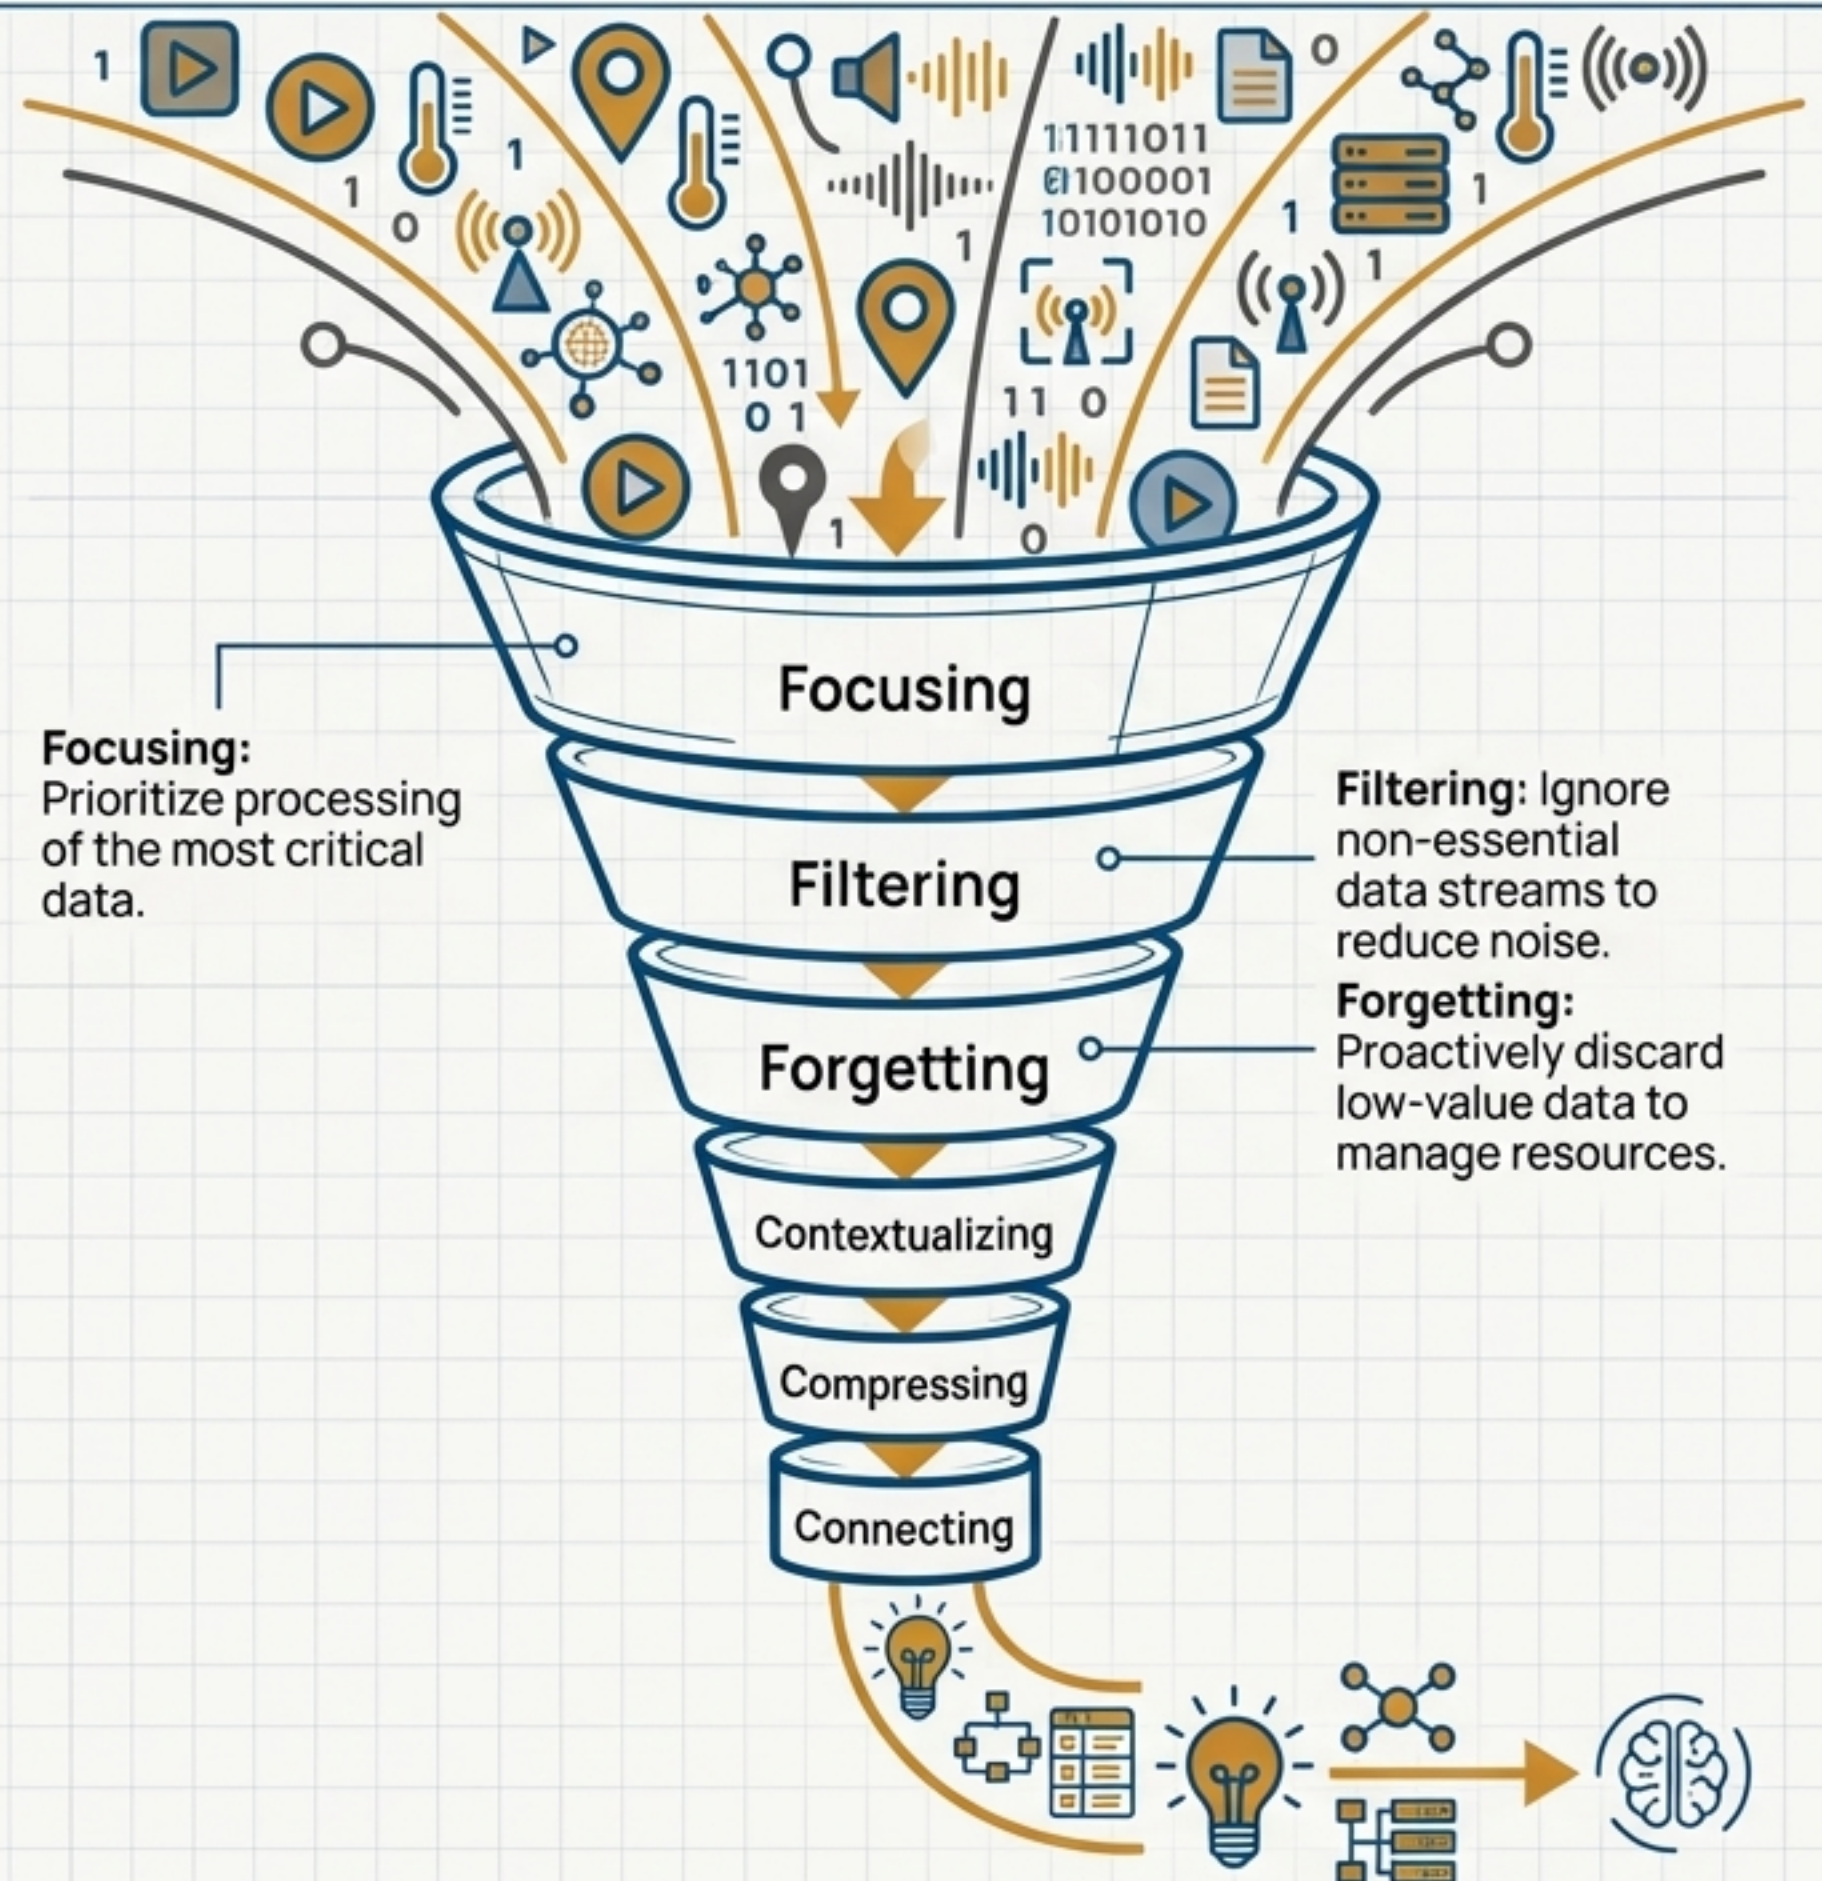 1
1
1
0
1
11111011
100001
10101010
0
1
1
1
1101
0 1
11 0
1
0
Focusing
Focusing:
Prioritize processing
of the most critical
data.
Filtering
Filtering: Ignore
non-essential
data streams to
reduce noise.
Forgetting
Forgetting:
Proactively discard
low-value data to
manage resources.
Contextualizing
Compressing
Connecting